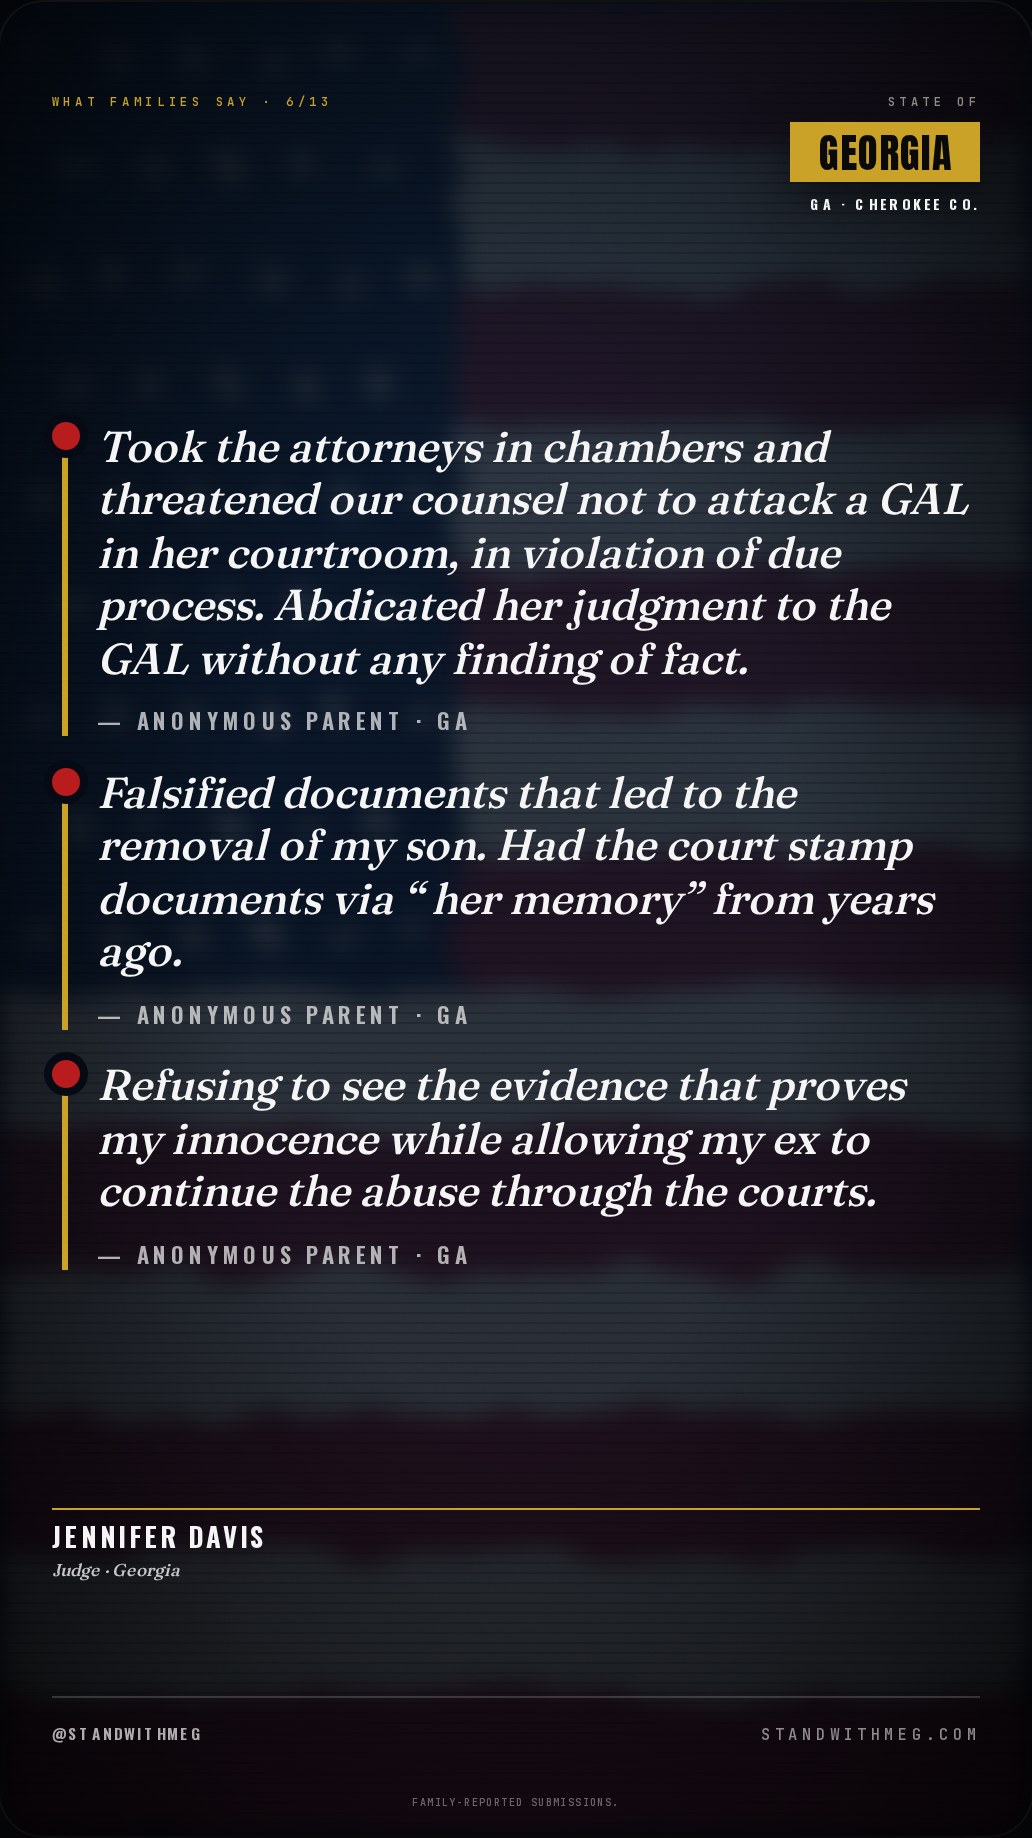 WHAT FAMILIES SAY · 6/13
STATE OF
GEORGIA
GA · CHEROKEE CO.
Took the attorneys in chambers and
threatened our counsel not to attack a GAL
in her courtroom, in violation of due
process. Abdicated her judgment to the
GAL without any finding of fact.
— ANONYMOUS PARENT · GA
Falsified documents that led to the
removal of my son. Had the court stamp
documents via “ her memory” from years
ago.
— ANONYMOUS PARENT · GA
Refusing to see the evidence that proves
my innocence while allowing my ex to
continue the abuse through the courts.
— ANONYMOUS PARENT · GA
JENNIFER DAVIS
Judge · Georgia
@STANDWITHMEG
STANDWITHMEG.COM
FAMILY-REPORTED SUBMISSIONS.